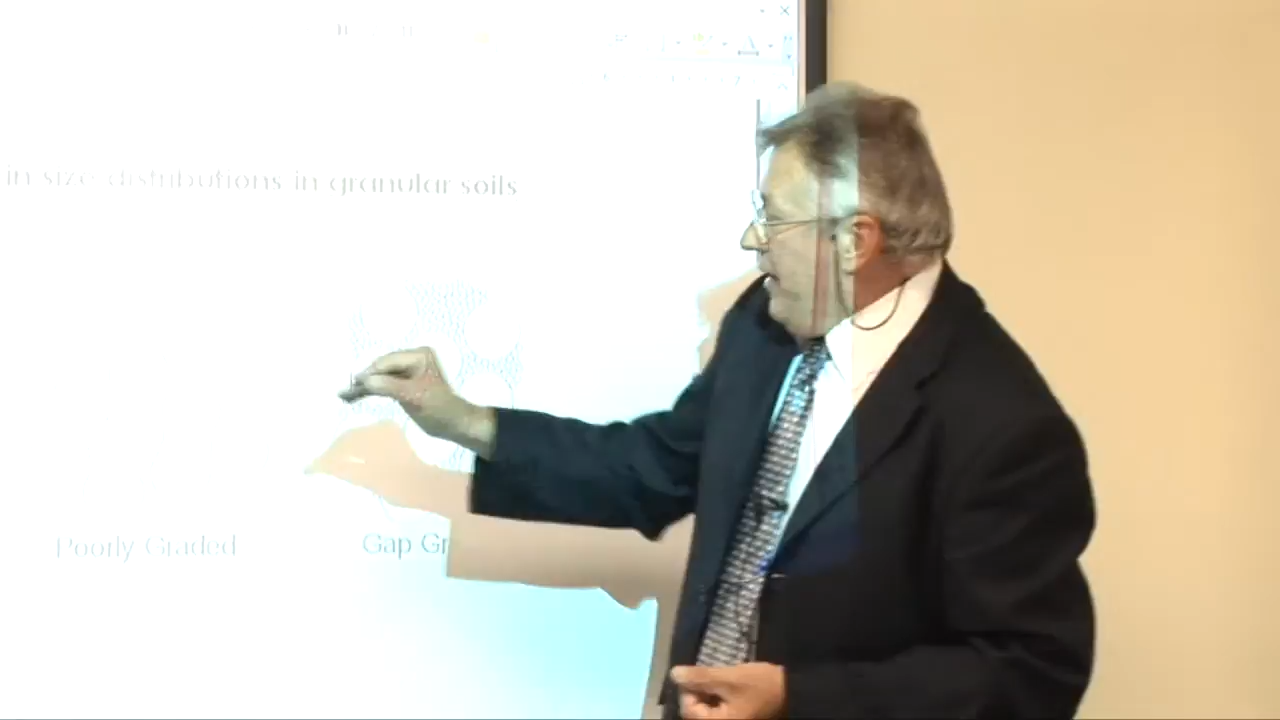 in size distributions in granular soils
Poorly Graded
Gap Gr